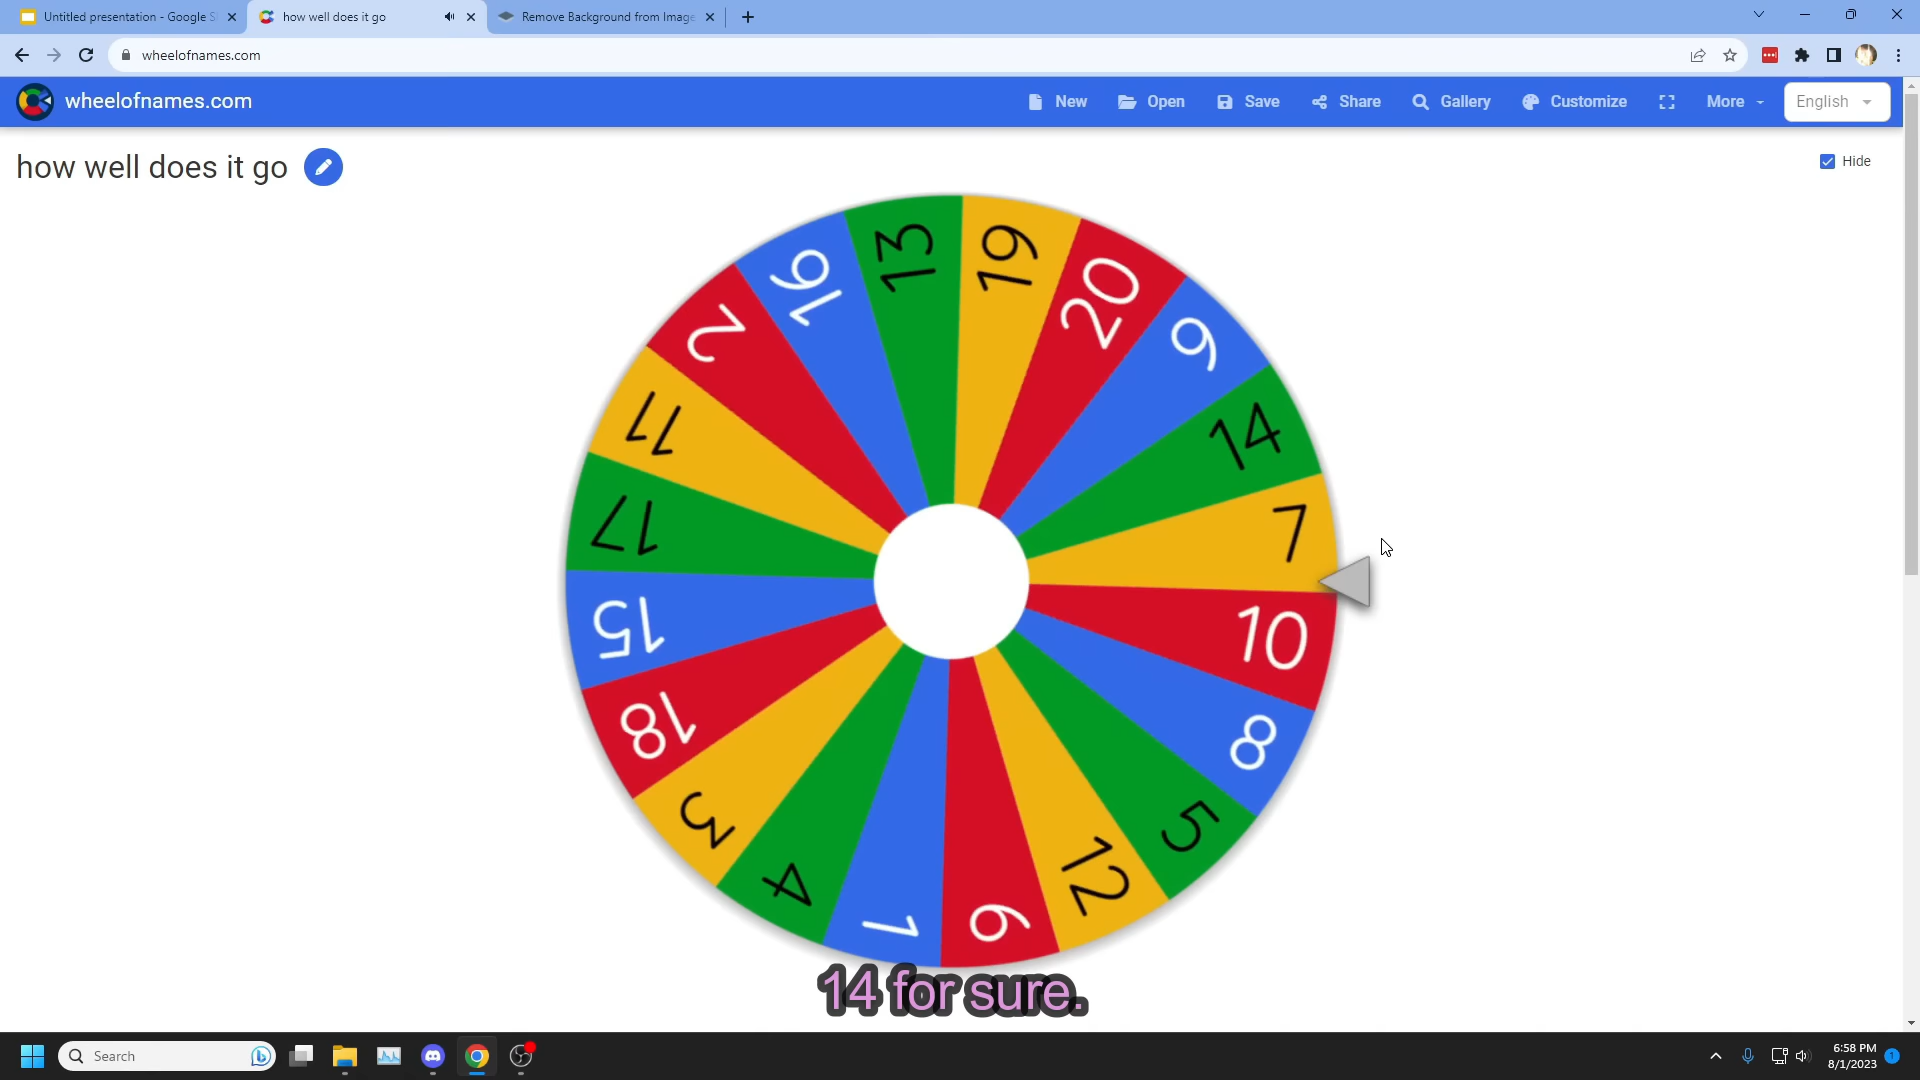 Untitled presentation - Google S
how well does it go
Remove Background from Image
wheelofnames.com
wheelofnames.com
New
Open
Save
Share
Gallery
Customize
More
English
how well does it go
Hide
13
19
20
9
14
7
10
8
5
12
6
1
4
3
18
15
17
11
2
16
14 for sure.
Search
6:58 PM
8/1/2023
1